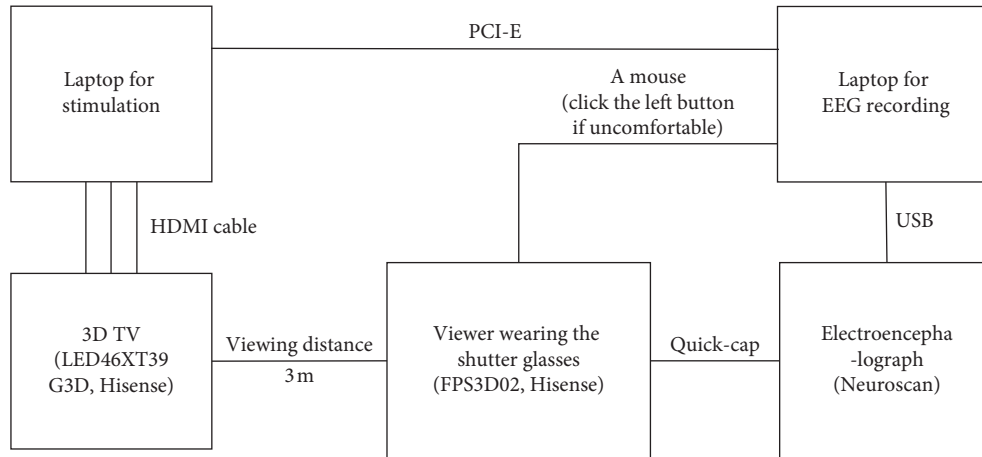 PCI-E
Laptop for
stimulation
A mouse
(click the left button
if uncomfortable)
Laptop for
EEG recording
HDMI cable
USB
3D TV
(LED46XT39
G3D, Hisense)
Viewing distance
3 m
Viewer wearing the
shutter glasses
(FPS3D02, Hisense)
Quick-cap
Electroencepha
-lograph
(Neuroscan)